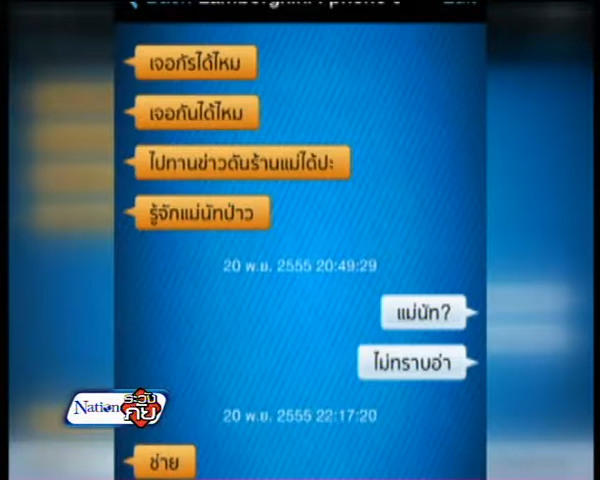 เจอกัรได้ไหม
เจอกันได้ไหม
ไปทานข่าวดันร้านแม่ได้ปะ
รู้จักแม่นัทป่าว
20 พ.ย. 2555 20:49:29
แม่นัท?
ไม่ทราบอ่า
Nation ระวังภัย
20 พ.ย. 2555 22:17:20
ช่าย